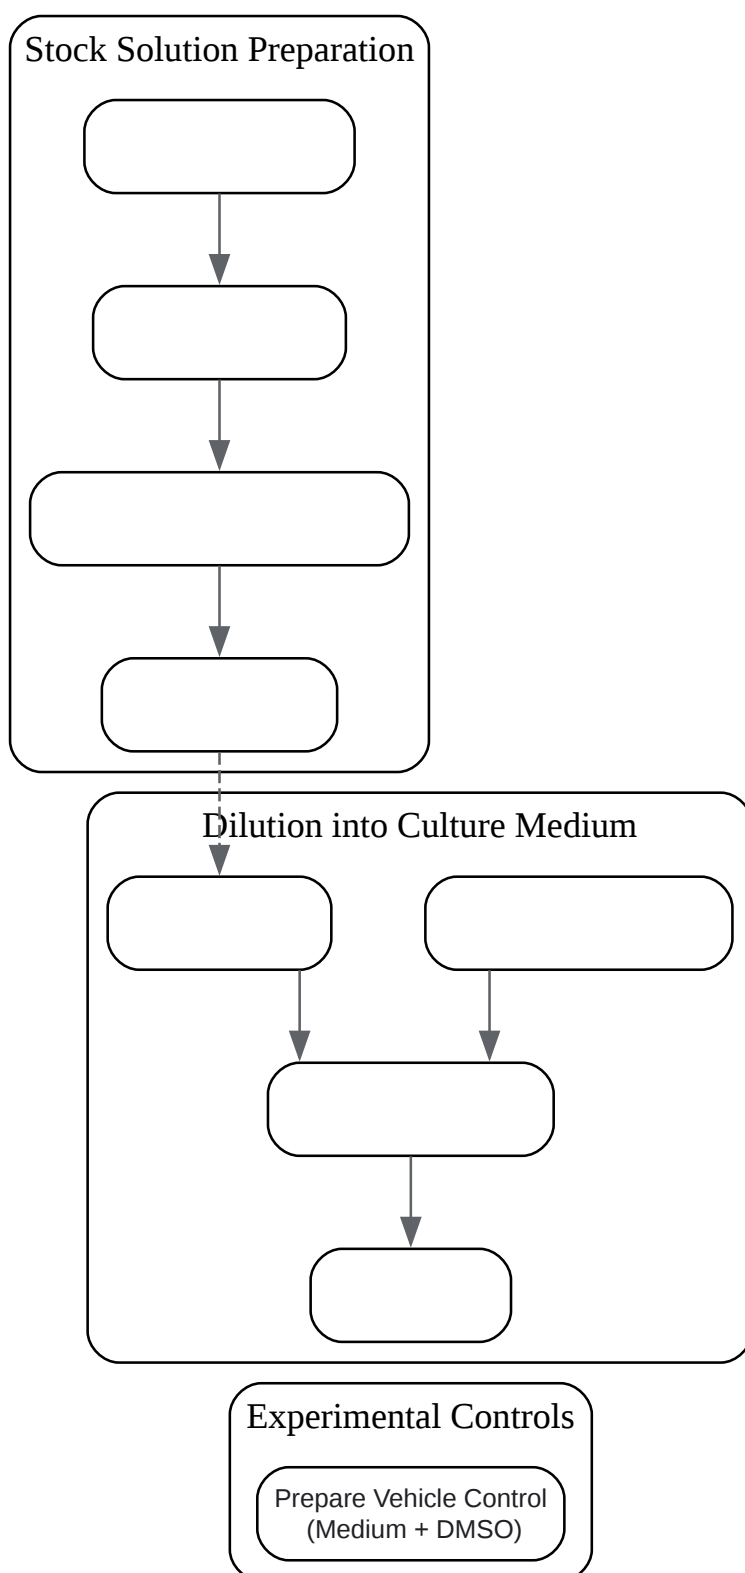 Stock Solution Preparation
Dilution into Culture Medium
Experimental Controls
Prepare Vehicle Control
(Medium + DMSO)